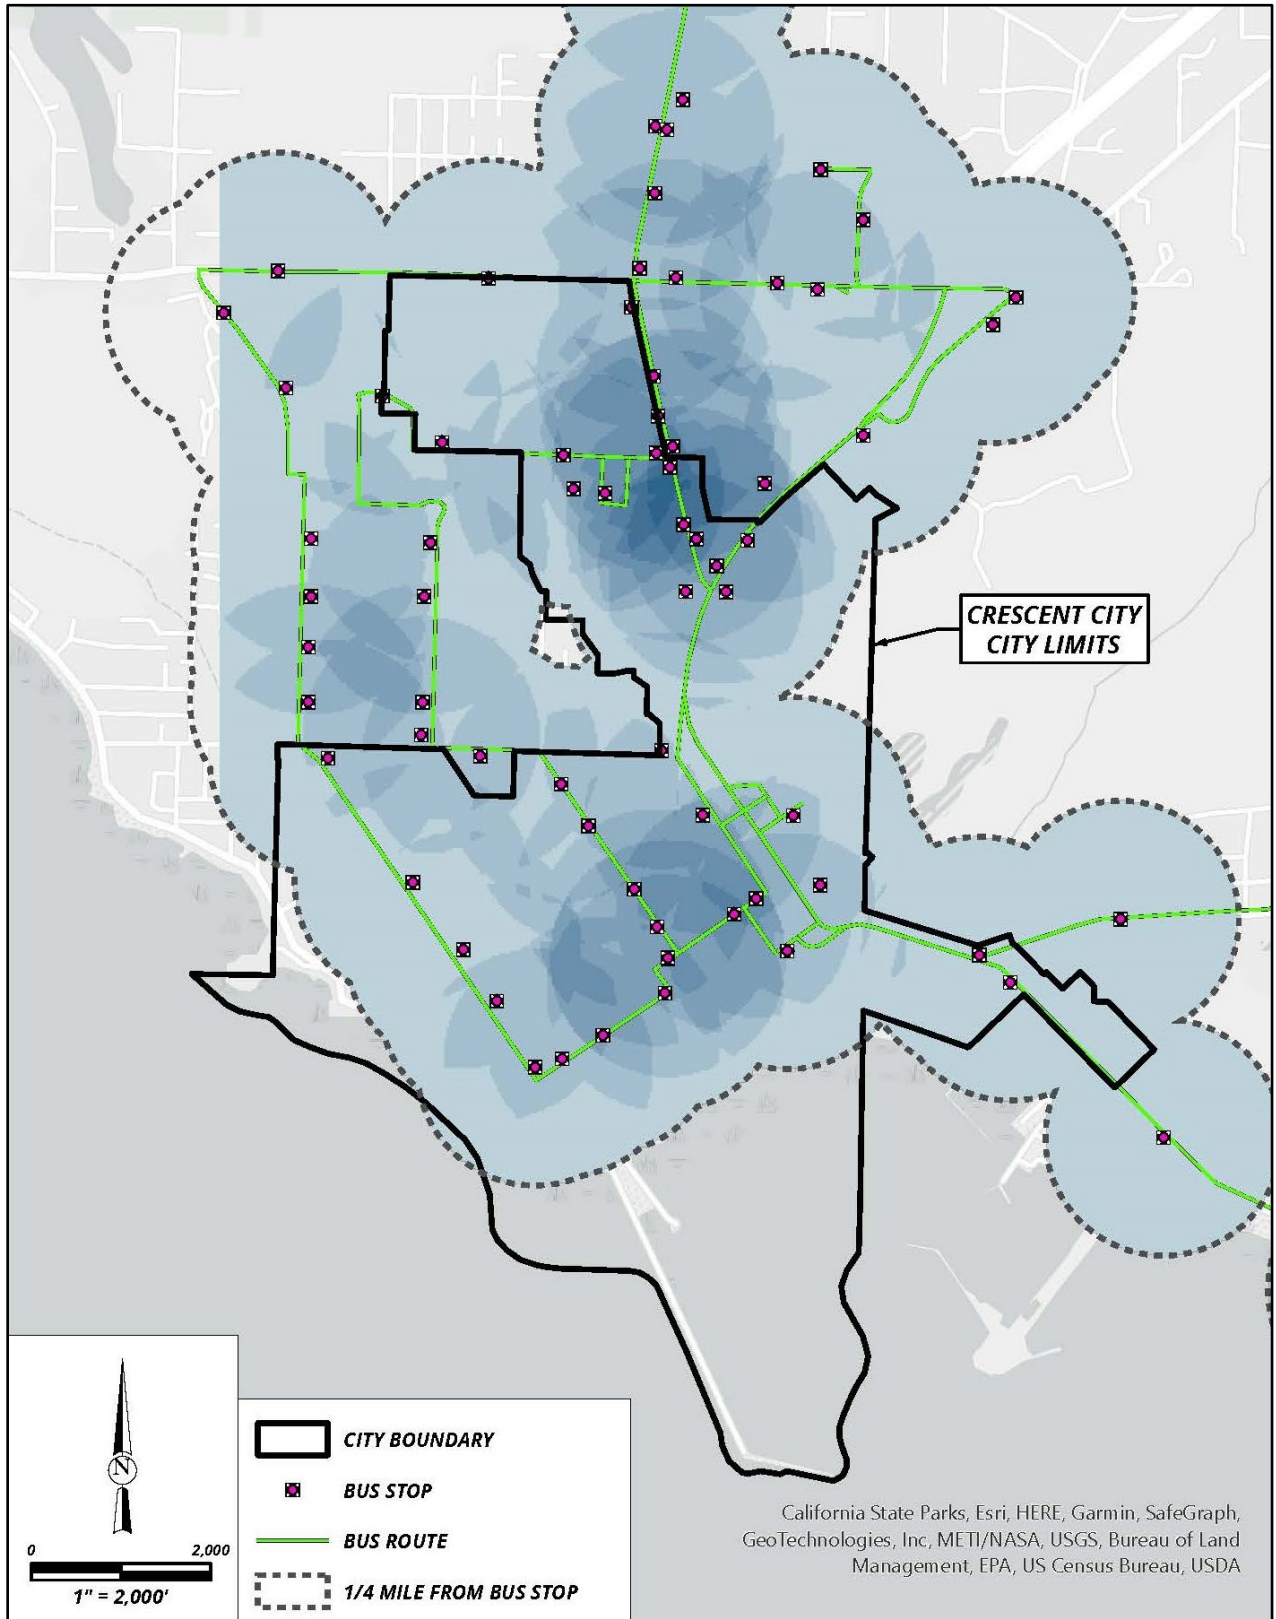 CRESCENT CITY
CITY LIMITS
N
0 2,000
1" = 2,000'
CITY BOUNDARY
BUS STOP
BUS ROUTE
1/4 MILE FROM BUS STOP
California State Parks, Esri, HERE, Garmin, SafeGraph,
GeoTechnologies, Inc, METI/NASA, USGS, Bureau of Land
Management, EPA, US Census Bureau, USDA